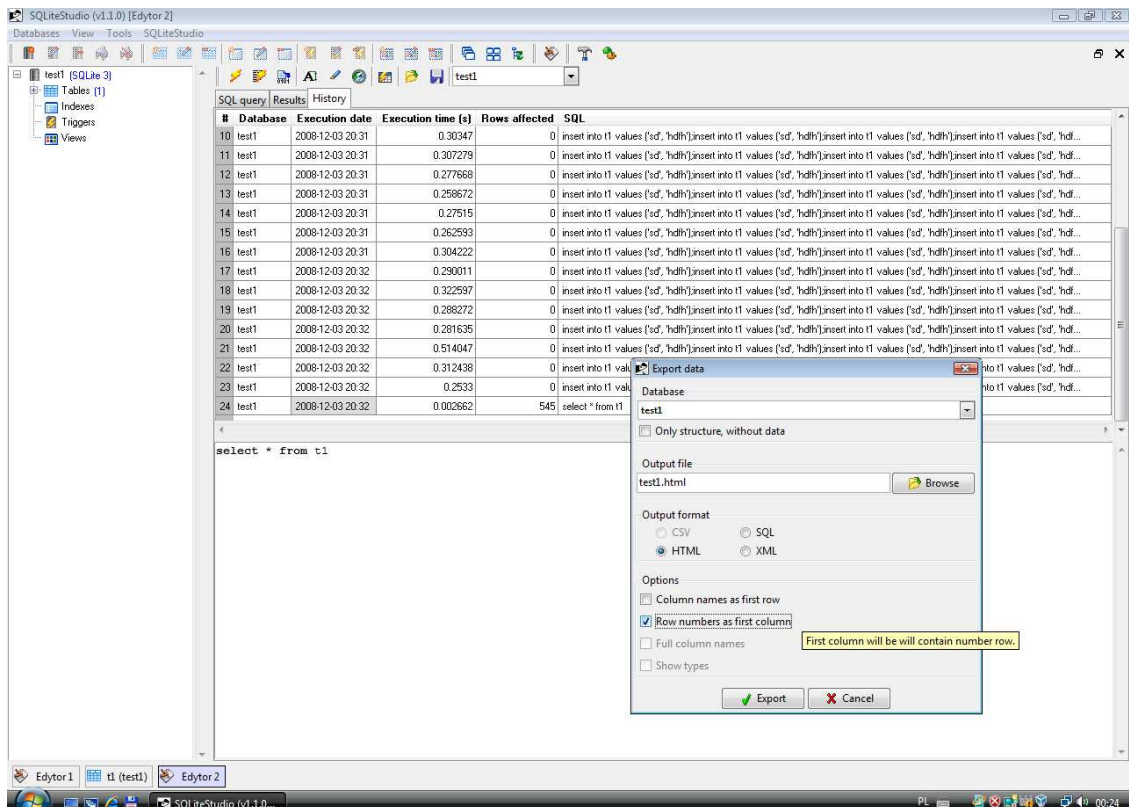 SQLiteStudio (v1.1.0) [Edytor 2]
Databases View Tools SQLiteStudio
test1 (SQLite 3)
Tables (1)
Indexes
Triggers
Views
test1
SQL query Results History
# Database Execution date Execution time (s) Rows affected SQL
10 test1 2008-12-03 20:31 0.30347 0 insert into t1 values ('sd', 'hdfh');insert into t1 values ('sd', 'hdfh');insert into t1 values ('sd', 'hdfh');insert into t1 values ('sd', 'hdf...
11 test1 2008-12-03 20:31 0.307279 0 insert into t1 values ('sd', 'hdfh');insert into t1 values ('sd', 'hdfh');insert into t1 values ('sd', 'hdfh');insert into t1 values ('sd', 'hdf...
12 test1 2008-12-03 20:31 0.277668 0 insert into t1 values ('sd', 'hdfh');insert into t1 values ('sd', 'hdfh');insert into t1 values ('sd', 'hdfh');insert into t1 values ('sd', 'hdf...
13 test1 2008-12-03 20:31 0.258672 0 insert into t1 values ('sd', 'hdfh');insert into t1 values ('sd', 'hdfh');insert into t1 values ('sd', 'hdfh');insert into t1 values ('sd', 'hdf...
14 test1 2008-12-03 20:31 0.27515 0 insert into t1 values ('sd', 'hdfh');insert into t1 values ('sd', 'hdfh');insert into t1 values ('sd', 'hdfh');insert into t1 values ('sd', 'hdf...
15 test1 2008-12-03 20:31 0.262593 0 insert into t1 values ('sd', 'hdfh');insert into t1 values ('sd', 'hdfh');insert into t1 values ('sd', 'hdfh');insert into t1 values ('sd', 'hdf...
16 test1 2008-12-03 20:31 0.304222 0 insert into t1 values ('sd', 'hdfh');insert into t1 values ('sd', 'hdfh');insert into t1 values ('sd', 'hdfh');insert into t1 values ('sd', 'hdf...
17 test1 2008-12-03 20:32 0.290011 0 insert into t1 values ('sd', 'hdfh');insert into t1 values ('sd', 'hdfh');insert into t1 values ('sd', 'hdfh');insert into t1 values ('sd', 'hdf...
18 test1 2008-12-03 20:32 0.322597 0 insert into t1 values ('sd', 'hdfh');insert into t1 values ('sd', 'hdfh');insert into t1 values ('sd', 'hdfh');insert into t1 values ('sd', 'hdf...
19 test1 2008-12-03 20:32 0.288272 0 insert into t1 values ('sd', 'hdfh');insert into t1 values ('sd', 'hdfh');insert into t1 values ('sd', 'hdfh');insert into t1 values ('sd', 'hdf...
20 test1 2008-12-03 20:32 0.281635 0 insert into t1 values ('sd', 'hdfh');insert into t1 values ('sd', 'hdfh');insert into t1 values ('sd', 'hdfh');insert into t1 values ('sd', 'hdf...
21 test1 2008-12-03 20:32 0.514047 0 insert into t1 values ('sd', 'hdfh');insert into t1 values ('sd', 'hdfh');insert into t1 values ('sd', 'hdfh');insert into t1 values ('sd', 'hdf...
22 test1 2008-12-03 20:32 0.312438 0 insert into t1 val nto t1 values ('sd', 'hdf...
23 test1 2008-12-03 20:32 0.2533 0 insert into t1 val nto t1 values ('sd', 'hdf...
24 test1 2008-12-03 20:32 0.002662 545 select * from t1
select * from t1
Export data
Database
test1
Only structure, without data
Output file
test1.html Browse
Output format
CSV SQL
HTML XML
Options
Column names as first row
Row numbers as first column
Full column names
First column will be will contain number row.
Show types
Export Cancel
Edytor 1 t1 (test1) Edytor 2
SQLiteStudio (v1.1.0... PL 00:24